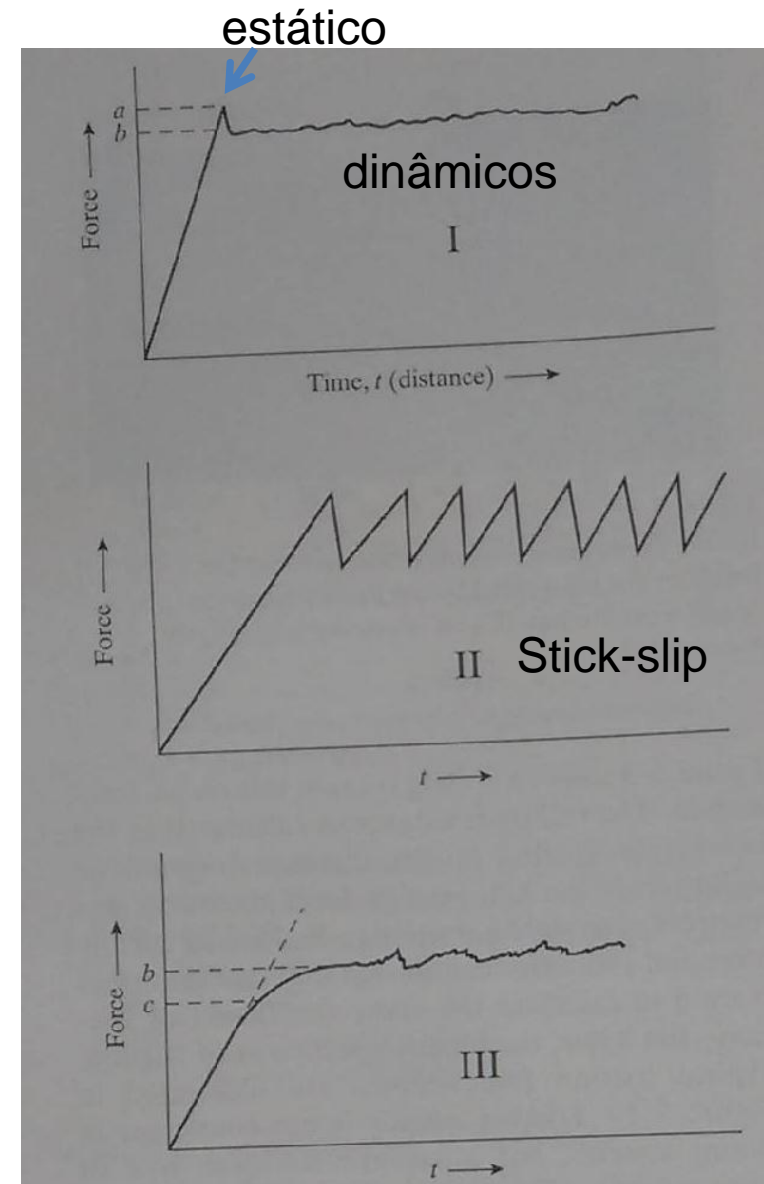 estático
a
b
Force
dinâmicos
I
Time, t (distance)
Force
II Stick-slip
t
b
c
Force
III
t